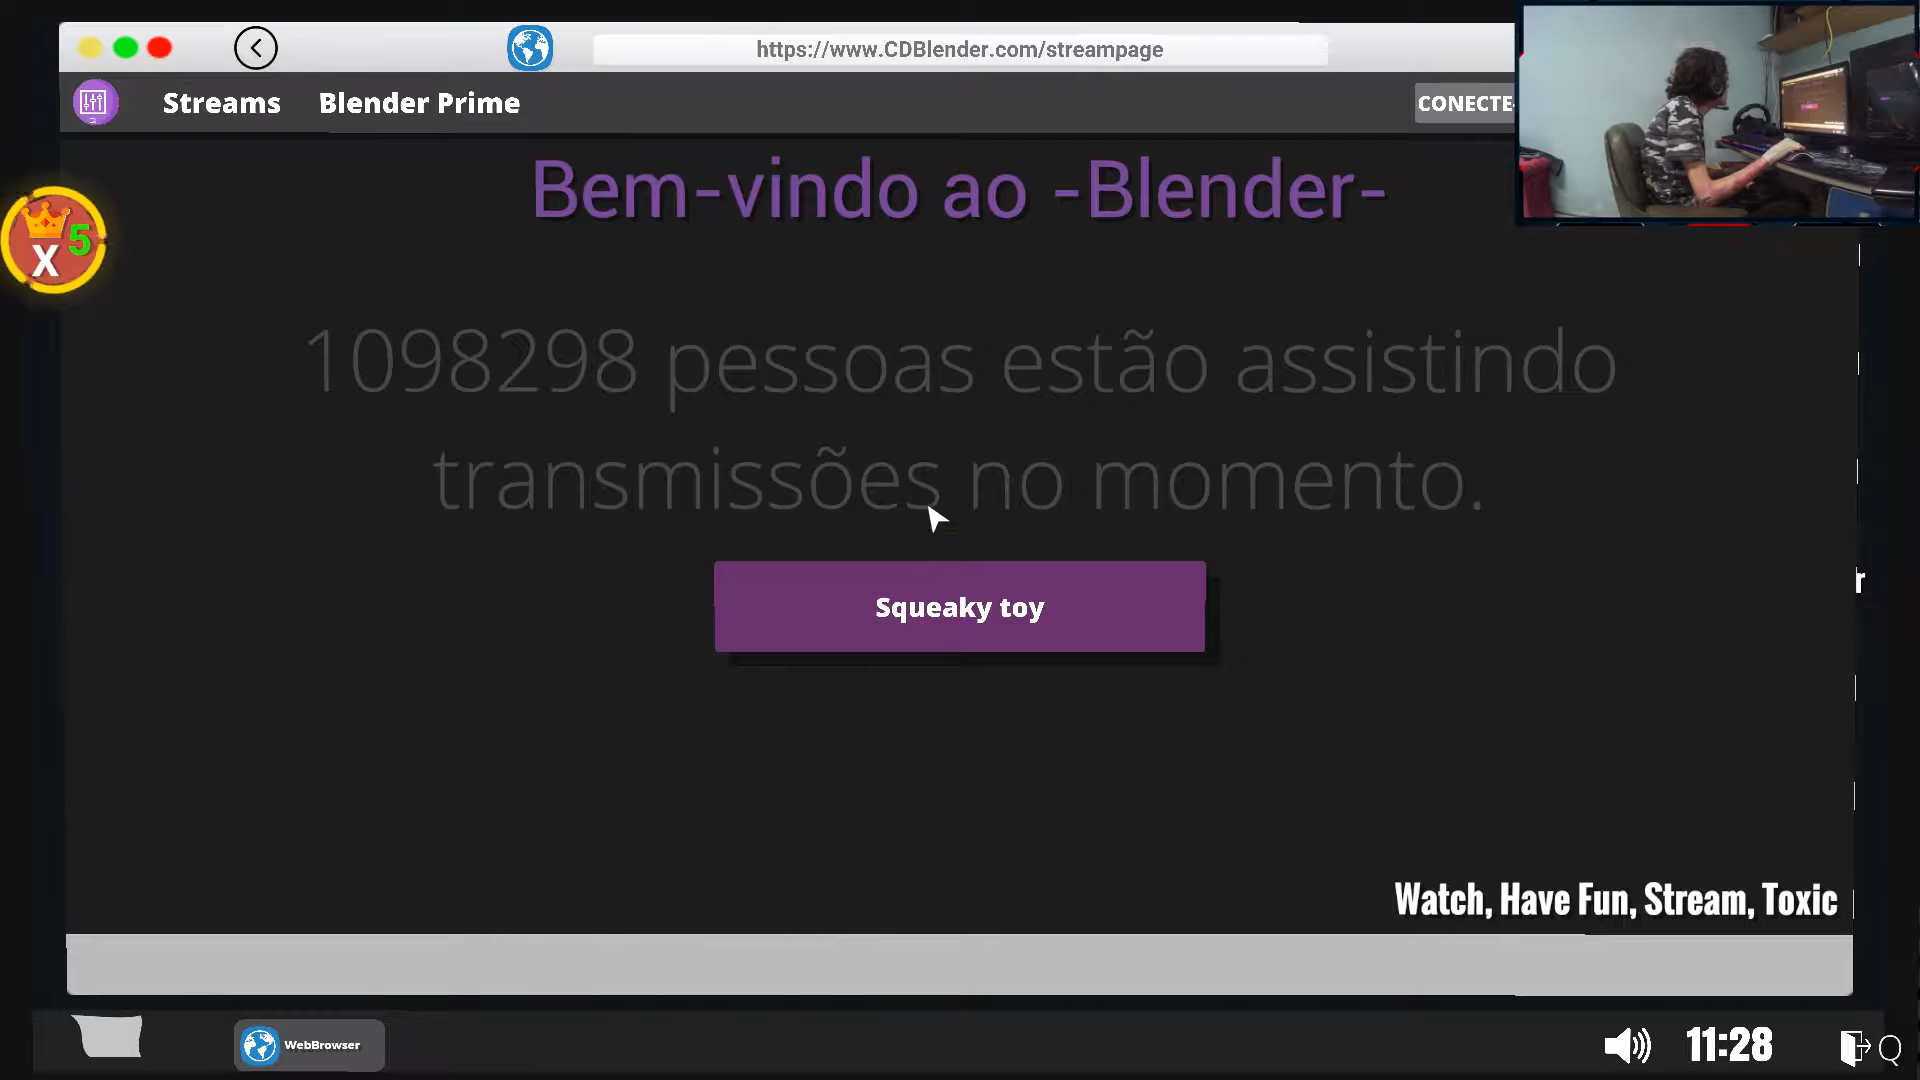 https://www.CDBlender.com/streampage
Streams
Blender Prime
CONECTE-
Bem-vindo ao -Blender-
X 5
1098298 pessoas estão assistindo
transmissões no momento.
r
Squeaky toy
Watch, Have Fun, Stream, Toxic
WebBrowser
11:28
Q